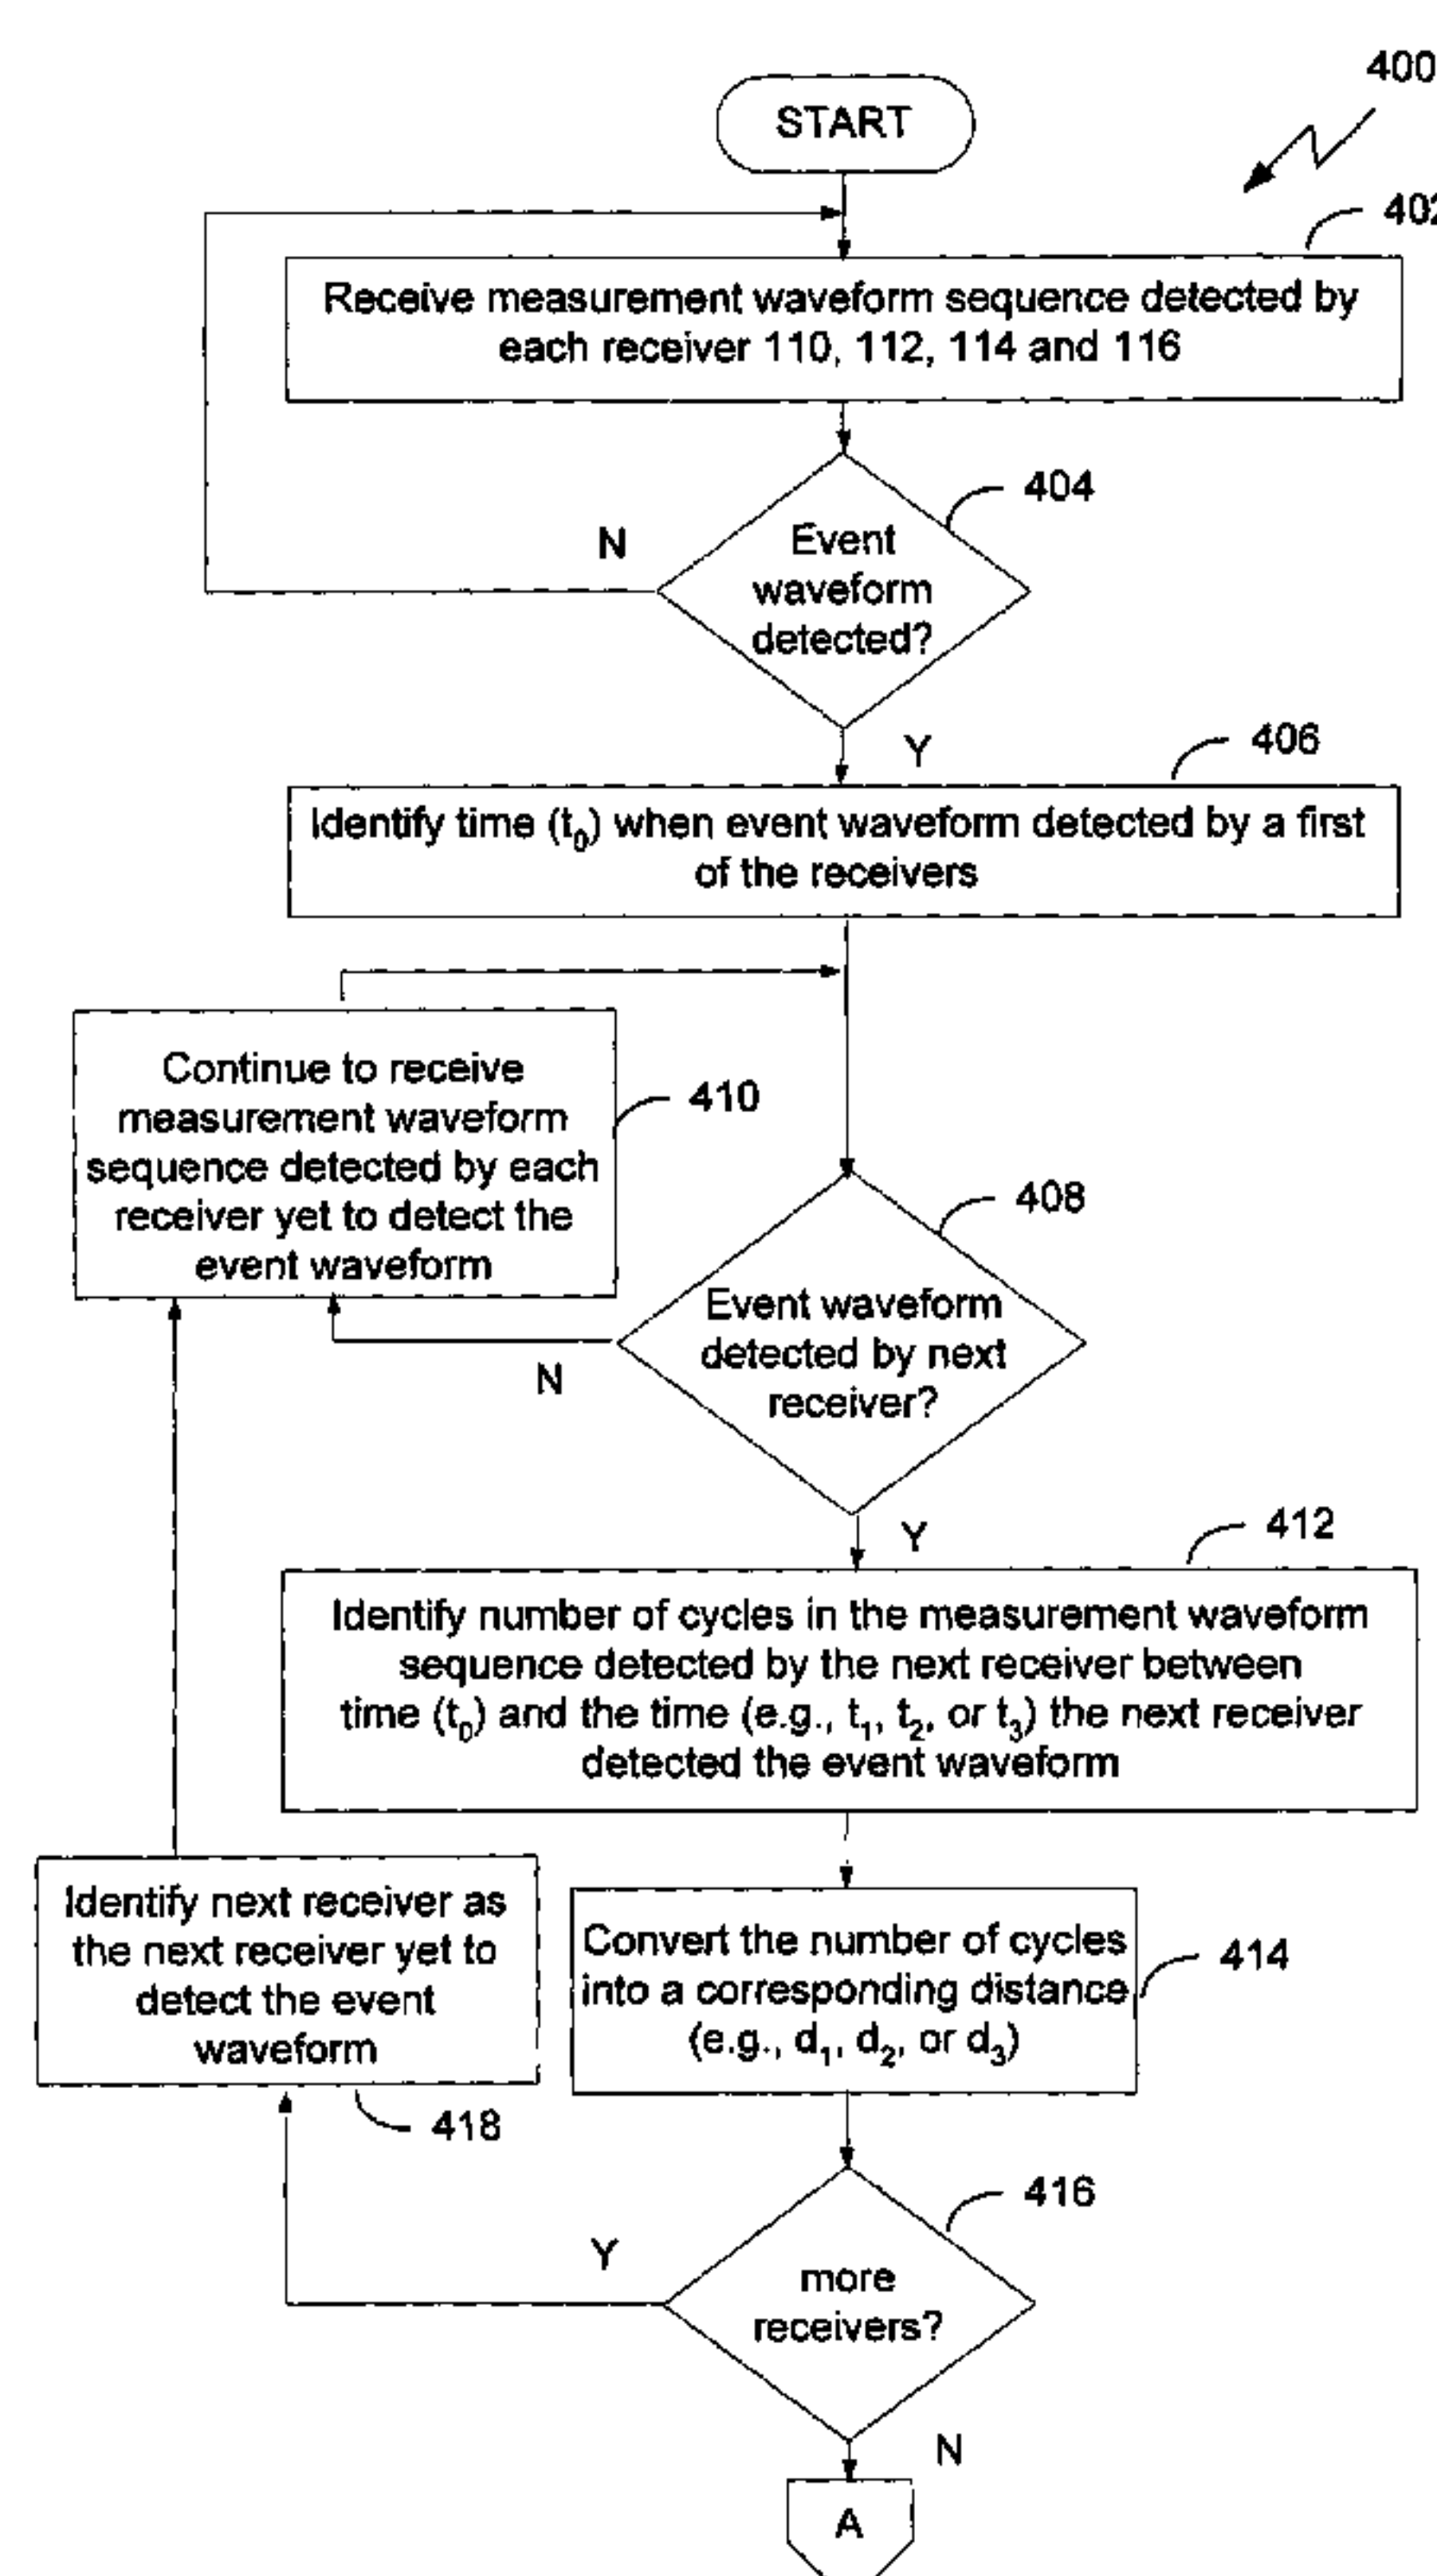 400
START
402
Receive measurement waveform sequence detected by
each receiver 110, 112, 114 and 116
404
Event
waveform
detected?
N
Y
406
Identify time (t₀) when event waveform detected by a first
of the receivers
Continue to receive
measurement waveform
sequence detected by each
receiver yet to detect the
event waveform
410
408
Event waveform
detected by next
receiver?
N
Y
412
Identify number of cycles in the measurement waveform
sequence detected by the next receiver between
time (t₀) and the time (e.g., t₁, t₂, or t₃) the next receiver
detected the event waveform
Identify next receiver as
the next receiver yet to
detect the event
waveform
418
Convert the number of cycles
into a corresponding distance
(e.g., d₁, d₂, or d₃)
414
416
more
receivers?
Y
N
A